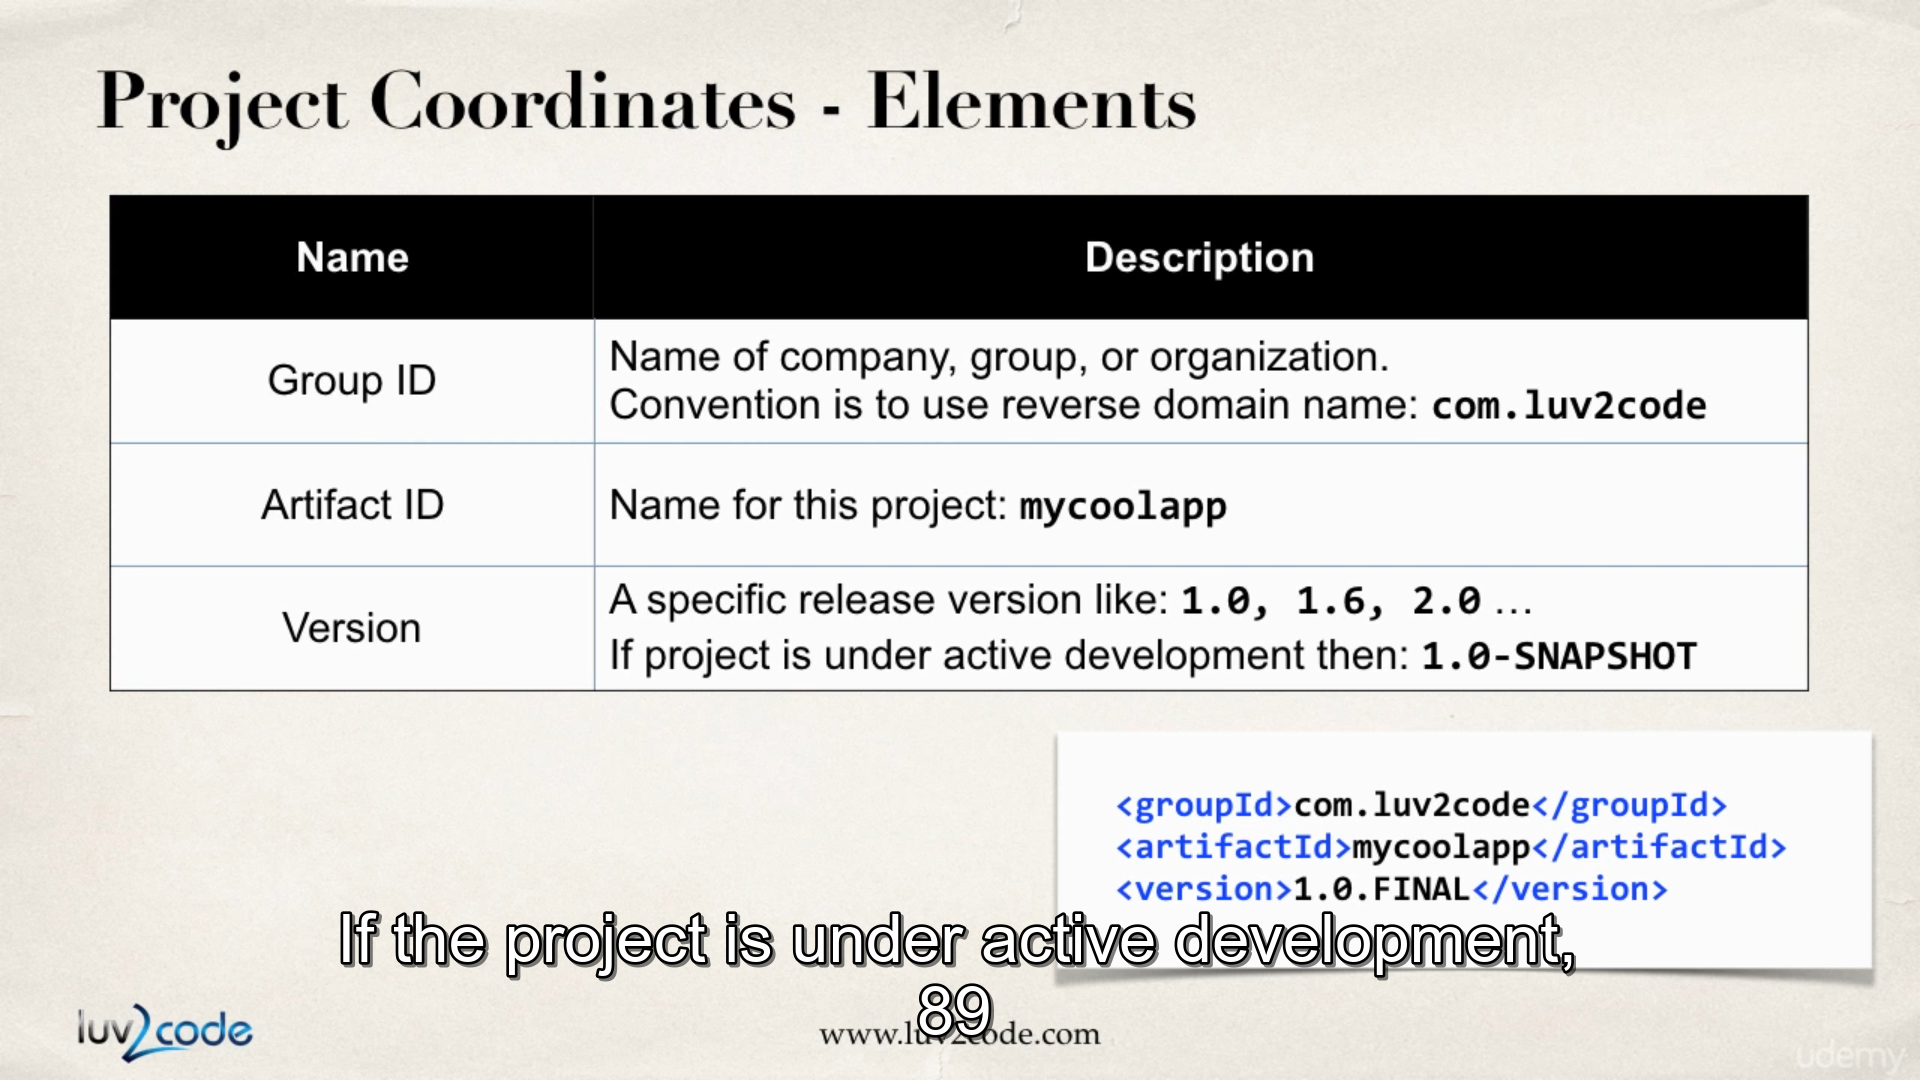 Project Coordinates - Elements
Name Description
Group ID
Name of company, group, or organization.
Convention is to use reverse domain name: com.luv2code
Artifact ID
Name for this project: mycoolapp
Version
A specific release version like: 1.0, 1.6, 2.0 ...
If project is under active development then: 1.0-SNAPSHOT
<groupId>com.luv2code</groupId>
<artifactId>mycoolapp</artifactId>
<version>1.0.FINAL</version>
If the project is under active development,
89
luv2code
www.luv2code.com
udemy